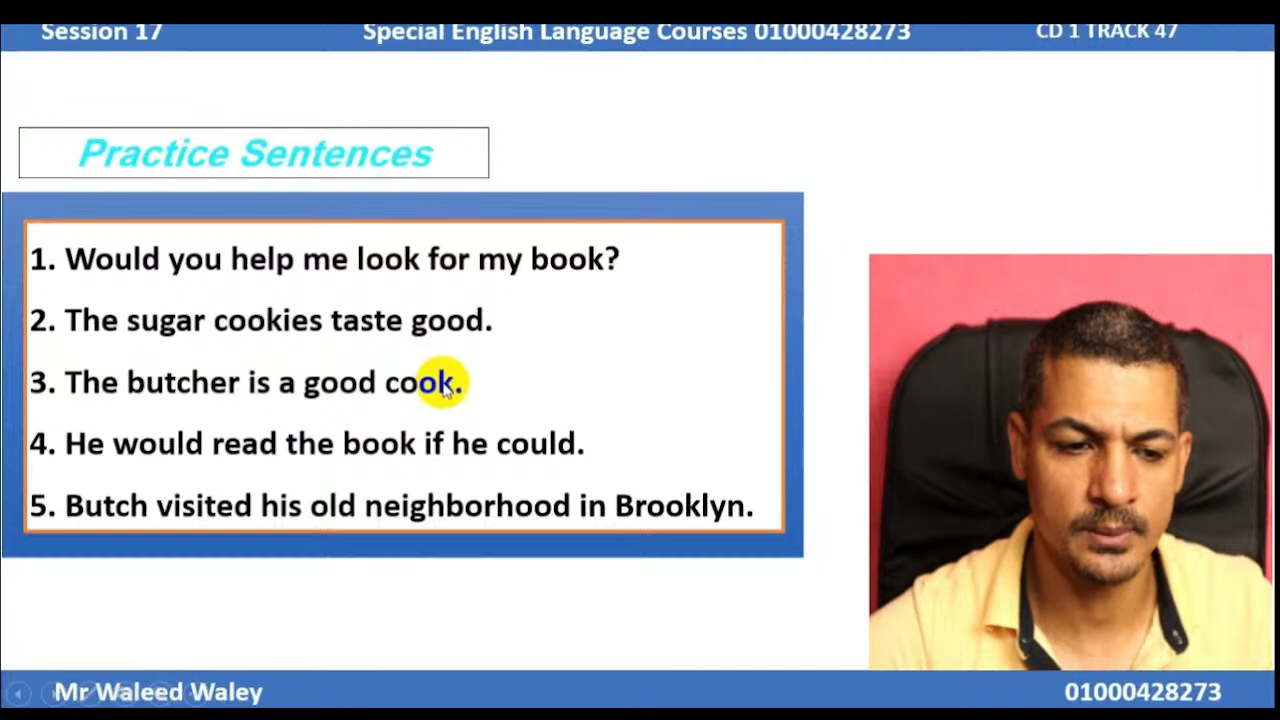 Session 17 Special English Language Courses 01000428273 CD 1 TRACK 47
Practice Sentences
1. Would you help me look for my book?
2. The sugar cookies taste good.
3. The butcher is a good cook.
4. He would read the book if he could.
5. Butch visited his old neighborhood in Brooklyn.
Mr Waleed Waley 01000428273